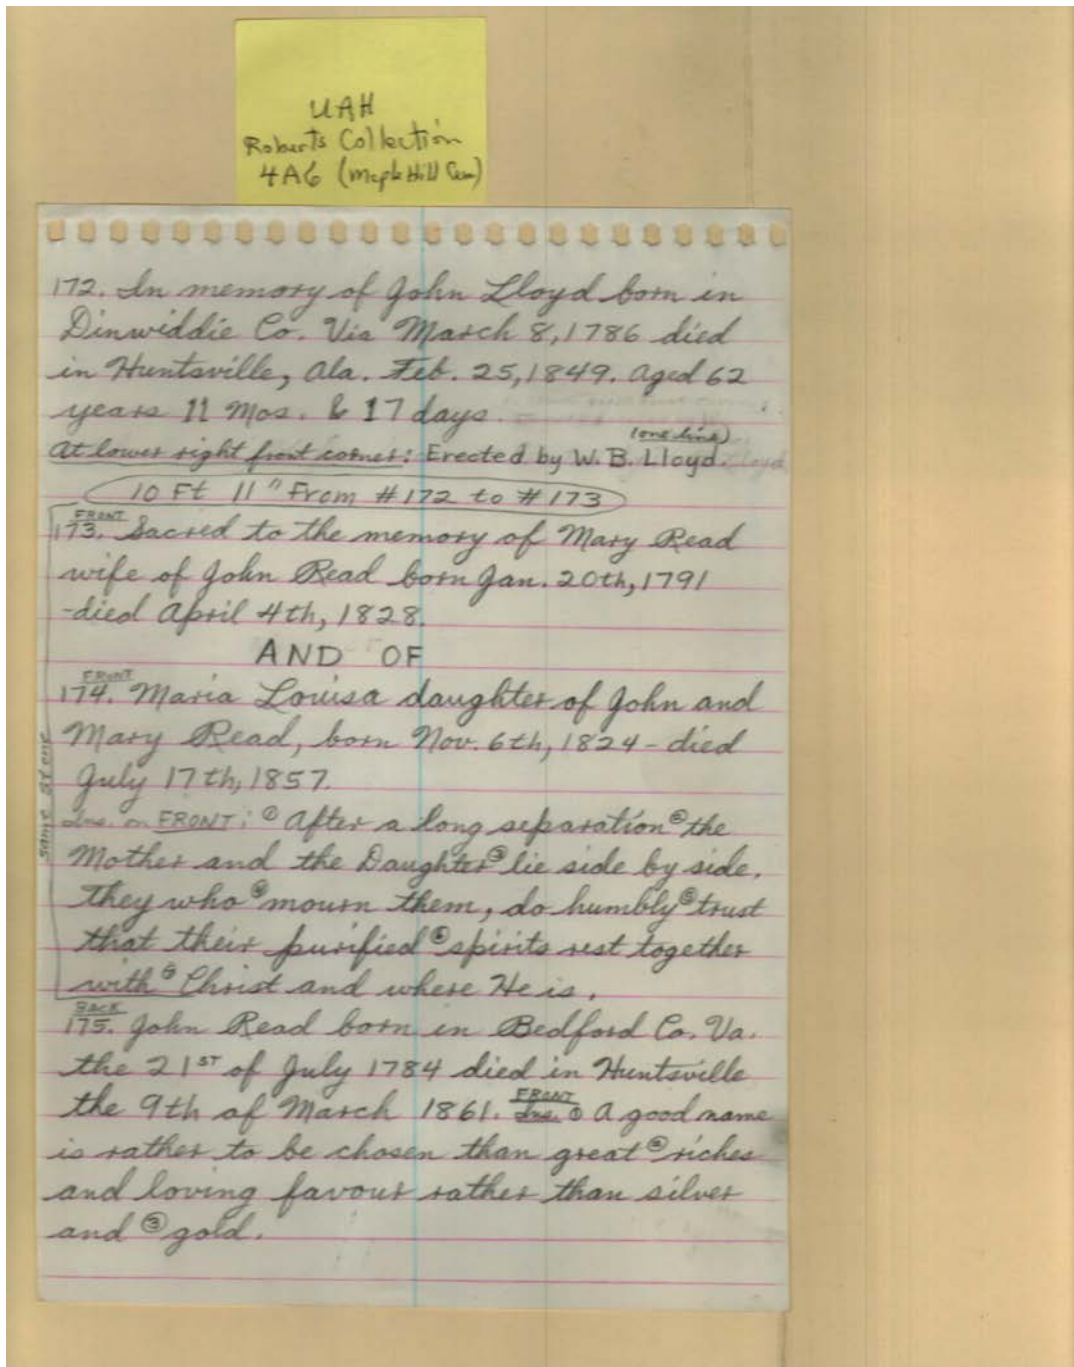 UAH
Roberts Collection
4A6 (Maple Hill Cem)
172. In memory of John Lloyd born in
Dinwiddie Co. Via March 8, 1786 died
in Huntsville, Ala. Feb. 25, 1849. Aged 62
years 11 Mos. & 17 days.
(one line)
At lower right front corner: Erected by W. B. Lloyd.
10 Ft 11" From #172 to #173
FRONT
173. Sacred to the memory of Mary Read
wife of John Read born Jan. 20th, 1791
-died April 4th, 1828.
AND OF
FRONT
174. Maria Louisa daughter of John and
Mary Read, born Nov. 6th, 1824 - died
July 17th, 1857.
same stone
Ins. on FRONT: ① After a long separation ② the
Mother and the Daughter ③ lie side by side.
They who ④ mourn them, do humbly ⑤ trust
that their purified ⑥ spirits rest together
with ⑦ Christ and where He is.
BACK
175. John Read born in Bedford Co. Va.
the 21ST of July 1784 died in Huntsville
FRONT
the 9th of March 1861. Ins. ① A good name
is rather to be chosen than great ② riches
and loving favour rather than silver
and ③ gold.